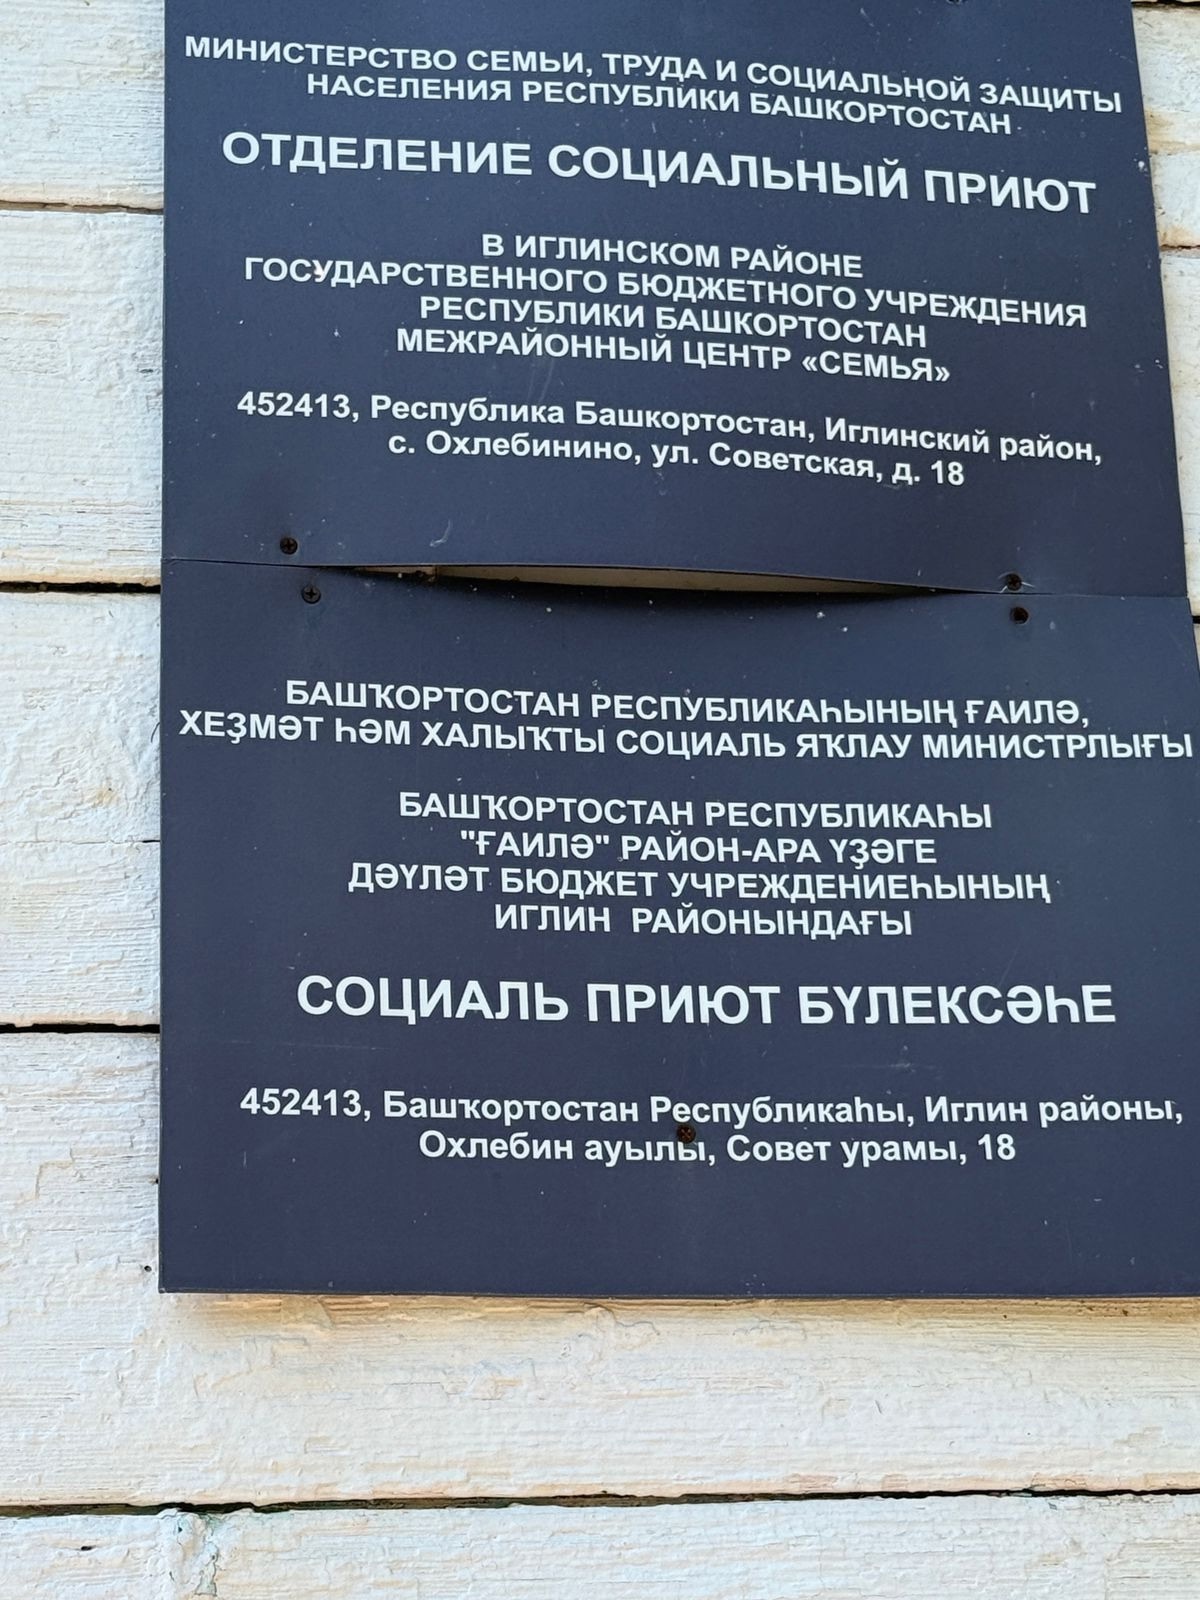 МИНИСТЕРСТВО СЕМЬИ, ТРУДА И СОЦИАЛЬНОЙ ЗАЩИТЫ
НАСЕЛЕНИЯ РЕСПУБЛИКИ БАШКОРТОСТАН
ОТДЕЛЕНИЕ СОЦИАЛЬНЫЙ ПРИЮТ
В ИГЛИНСКОМ РАЙОНЕ
ГОСУДАРСТВЕННОГО БЮДЖЕТНОГО УЧРЕЖДЕНИЯ
РЕСПУБЛИКИ БАШКОРТОСТАН
МЕЖРАЙОННЫЙ ЦЕНТР «СЕМЬЯ»
452413, Республика Башкортостан, Иглинский район,
с. Охлебинино, ул. Советская, д. 18
БАШҠОРТОСТАН РЕСПУБЛИКАҺЫНЫҢ ҒАИЛӘ,
ХЕҘМӘТ ҺӘМ ХАЛЫҠТЫ СОЦИАЛЬ ЯҠЛАУ МИНИСТРЛЫҒЫ
БАШҠОРТОСТАН РЕСПУБЛИКАҺЫ
"ҒАИЛӘ" РАЙОН-АРА ҮҘӘГЕ
ДӘҮЛӘТ БЮДЖЕТ УЧРЕЖДЕНИЕҺЫНЫҢ
ИГЛИН РАЙОНЫНДАҒЫ
СОЦИАЛЬ ПРИЮТ БҮЛЕКСӘҺЕ
452413, Башҡортостан Республикаһы, Иглин районы,
Охлебин ауылы, Совет урамы, 18